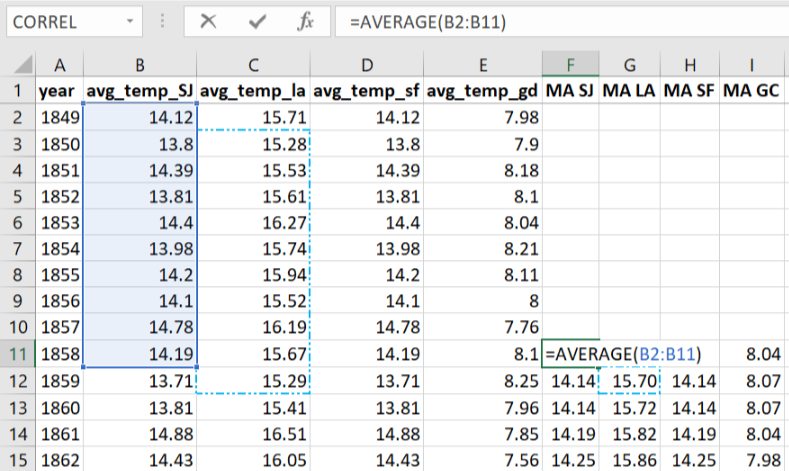 CORREL =AVERAGE(B2:B11)
A B C D E F G H I
1 year avg_temp_SJ avg_temp_la avg_temp_sf avg_temp_gd MA SJ MA LA MA SF MA GC
2 1849 14.12 15.71 14.12 7.98
3 1850 13.8 15.28 13.8 7.9
4 1851 14.39 15.53 14.39 8.18
5 1852 13.81 15.61 13.81 8.1
6 1853 14.4 16.27 14.4 8.04
7 1854 13.98 15.74 13.98 8.21
8 1855 14.2 15.94 14.2 8.11
9 1856 14.1 15.52 14.1 8
10 1857 14.78 16.19 14.78 7.76
11 1858 14.19 15.67 14.19 8.1 =AVERAGE(B2:B11) 8.04
12 1859 13.71 15.29 13.71 8.25 14.14 15.70 14.14 8.07
13 1860 13.81 15.41 13.81 7.96 14.14 15.72 14.14 8.07
14 1861 14.88 16.51 14.88 7.85 14.19 15.82 14.19 8.04
15 1862 14.43 16.05 14.43 7.56 14.25 15.86 14.25 7.98